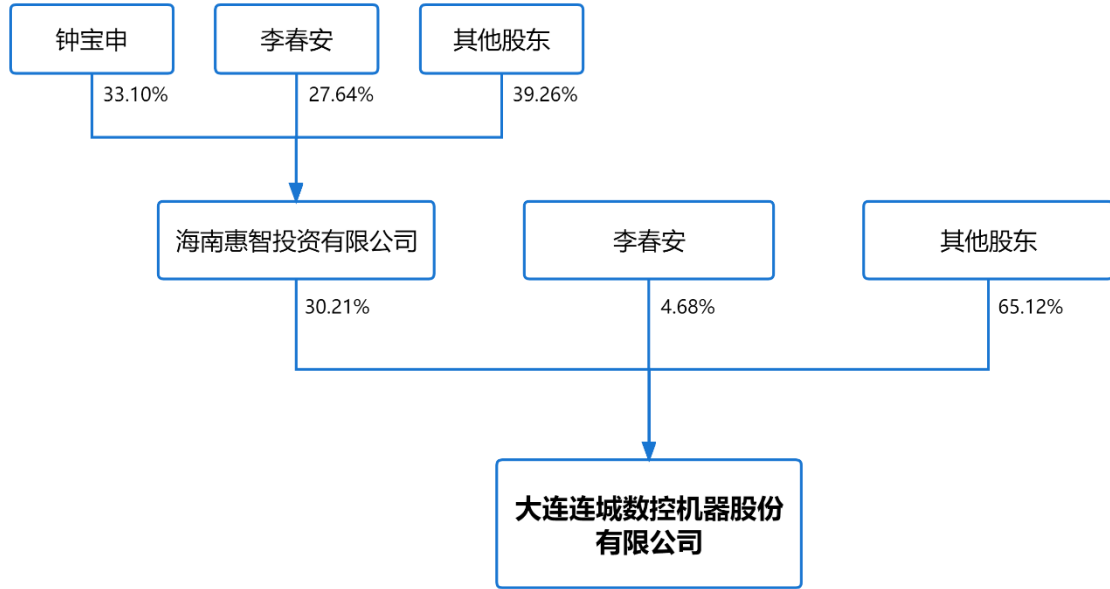 钟宝申
李春安
其他股东
33.10%
27.64%
39.26%
海南惠智投资有限公司
李春安
其他股东
30.21%
4.68%
65.12%
大连连城数控机器股份
有限公司